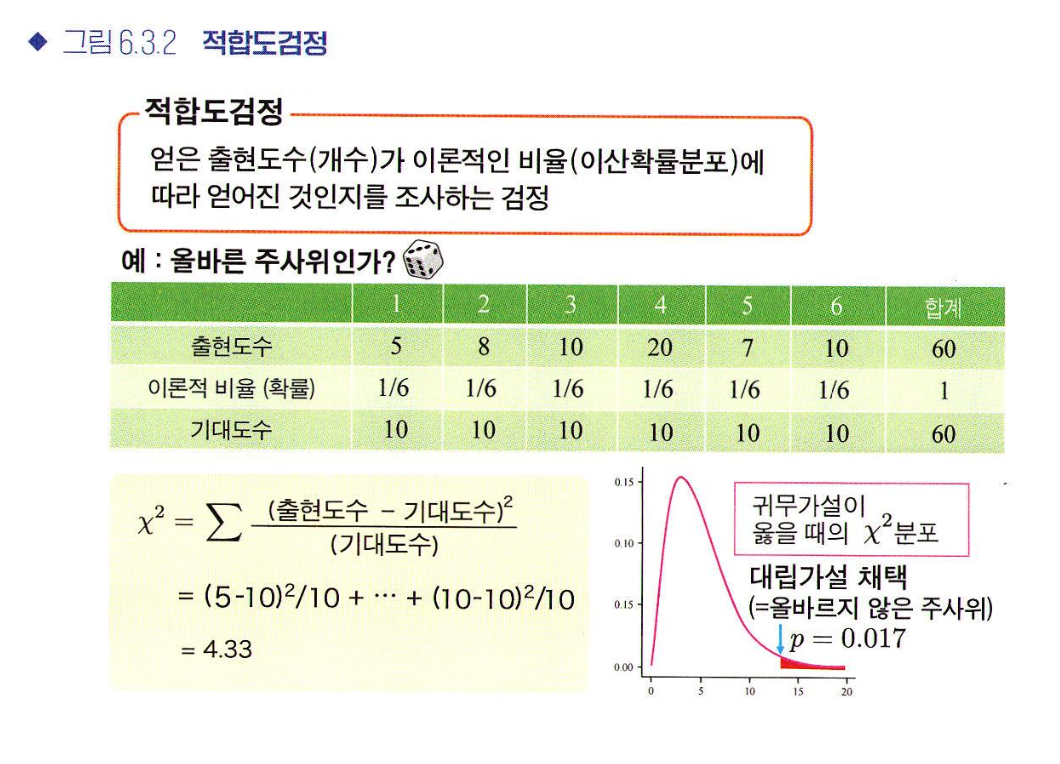 ◆ 그림 6.3.2 적합도검정
적합도검정
얻은 출현도수(개수)가 이론적인 비율(이산확률분포)에
따라 얻어진 것인지를 조사하는 검정
예 : 올바른 주사위인가?
1 2 3 4 5 6 합계
출현도수 5 8 10 20 7 10 60
이론적 비율 (확률) 1/6 1/6 1/6 1/6 1/6 1/6 1
기대도수 10 10 10 10 10 10 60
χ² = ∑ (출현도수 − 기대도수)² / (기대도수)
= (5-10)²/10 + ··· + (10-10)²/10
= 4.33
0.15
0.10
0.15
0.00
0 5 10 15 20
귀무가설이
옳을 때의 χ²분포
대립가설 채택
(=올바르지 않은 주사위)
p = 0.017